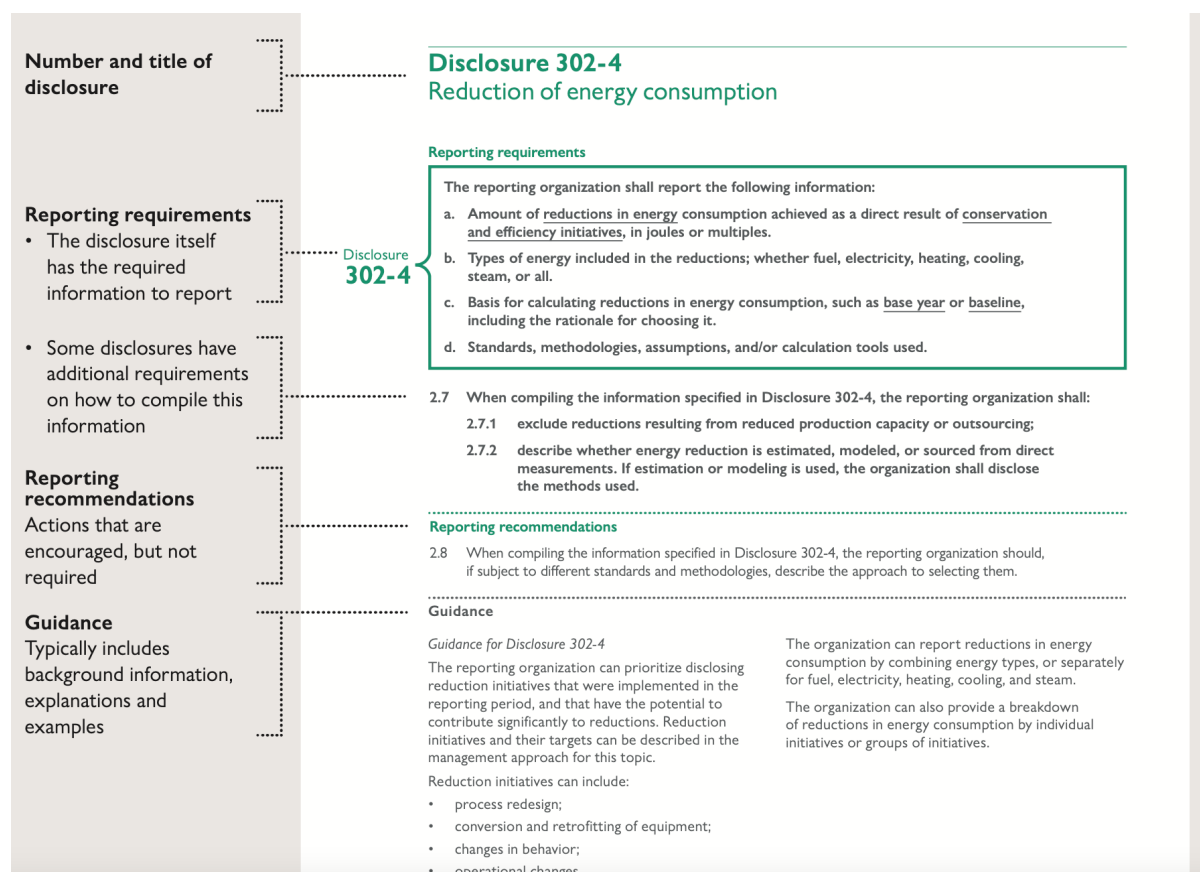 Number and title of
disclosure
Reporting requirements
• The disclosure itself
has the required
information to report
• Some disclosures have
additional requirements
on how to compile this
information
Reporting
recommendations
Actions that are
encouraged, but not
required
Guidance
Typically includes
background information,
explanations and
examples
Disclosure 302-4
Reduction of energy consumption
Reporting requirements
Disclosure
302-4
The reporting organization shall report the following information:
a. Amount of reductions in energy consumption achieved as a direct result of conservation
and efficiency initiatives, in joules or multiples.
b. Types of energy included in the reductions; whether fuel, electricity, heating, cooling,
steam, or all.
c. Basis for calculating reductions in energy consumption, such as base year or baseline,
including the rationale for choosing it.
d. Standards, methodologies, assumptions, and/or calculation tools used.
2.7 When compiling the information specified in Disclosure 302-4, the reporting organization shall:
2.7.1 exclude reductions resulting from reduced production capacity or outsourcing;
2.7.2 describe whether energy reduction is estimated, modeled, or sourced from direct
measurements. If estimation or modeling is used, the organization shall disclose
the methods used.
Reporting recommendations
2.8 When compiling the information specified in Disclosure 302-4, the reporting organization should,
if subject to different standards and methodologies, describe the approach to selecting them.
Guidance
Guidance for Disclosure 302-4
The reporting organization can prioritize disclosing
reduction initiatives that were implemented in the
reporting period, and that have the potential to
contribute significantly to reductions. Reduction
initiatives and their targets can be described in the
management approach for this topic.
Reduction initiatives can include:
• process redesign;
• conversion and retrofitting of equipment;
• changes in behavior;
• operational changes
The organization can report reductions in energy
consumption by combining energy types, or separately
for fuel, electricity, heating, cooling, and steam.
The organization can also provide a breakdown
of reductions in energy consumption by individual
initiatives or groups of initiatives.